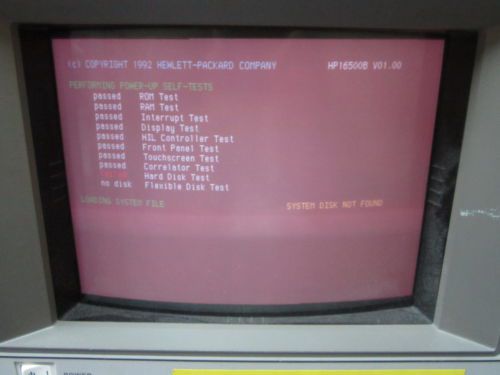 (c) COPYRIGHT 1992 HEWLETT-PACKARD COMPANY HP16500B V01.00
PERFORMING POWER-UP SELF-TESTS
passed ROM Test
passed RAM Test
passed Interrupt Test
passed Display Test
passed HIL Controller Test
passed Front Panel Test
passed Touchscreen Test
passed Correlator Test
Hard Disk Test
no disk Flexible Disk Test
LOADING SYSTEM FILE SYSTEM DISK NOT FOUND
POWER